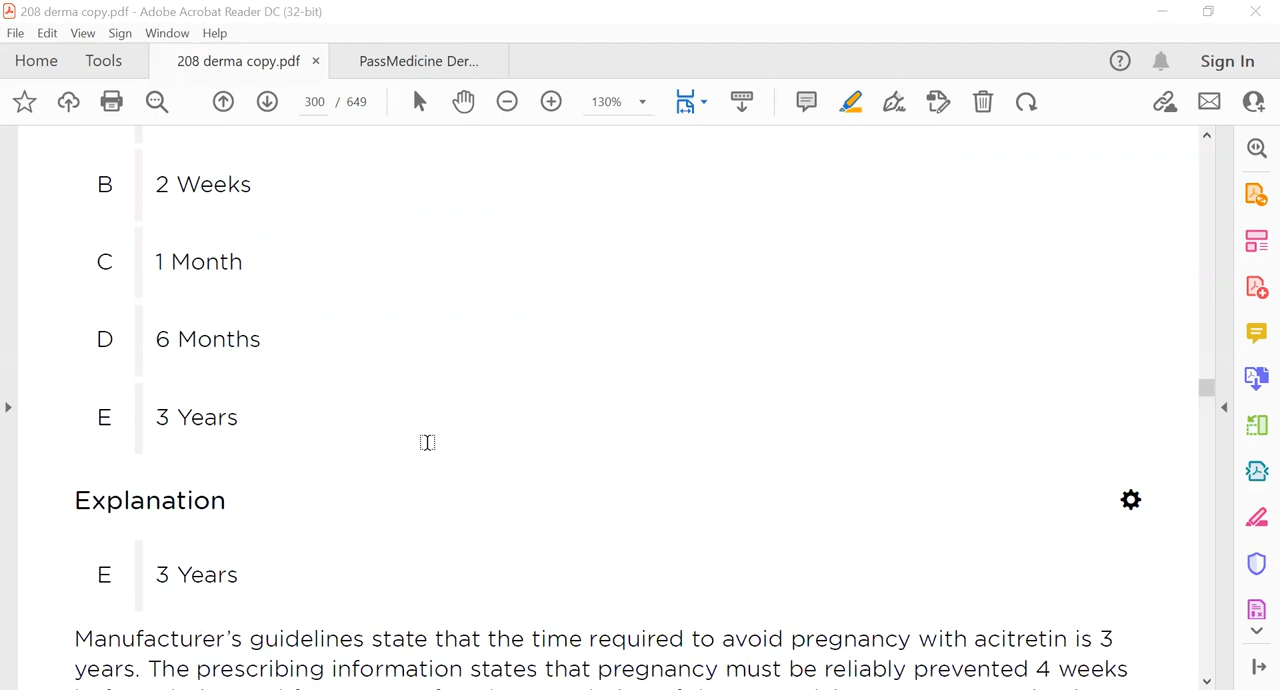 208 derma copy.pdf - Adobe Acrobat Reader DC (32-bit)
File Edit View Sign Window Help
Home Tools 208 derma copy.pdf × PassMedicine Der... Sign In
300 / 649 130%
B 2 Weeks
C 1 Month
D 6 Months
E 3 Years
Explanation
E 3 Years
Manufacturer's guidelines state that the time required to avoid pregnancy with acitretin is 3
years. The prescribing information states that pregnancy must be reliably prevented 4 weeks